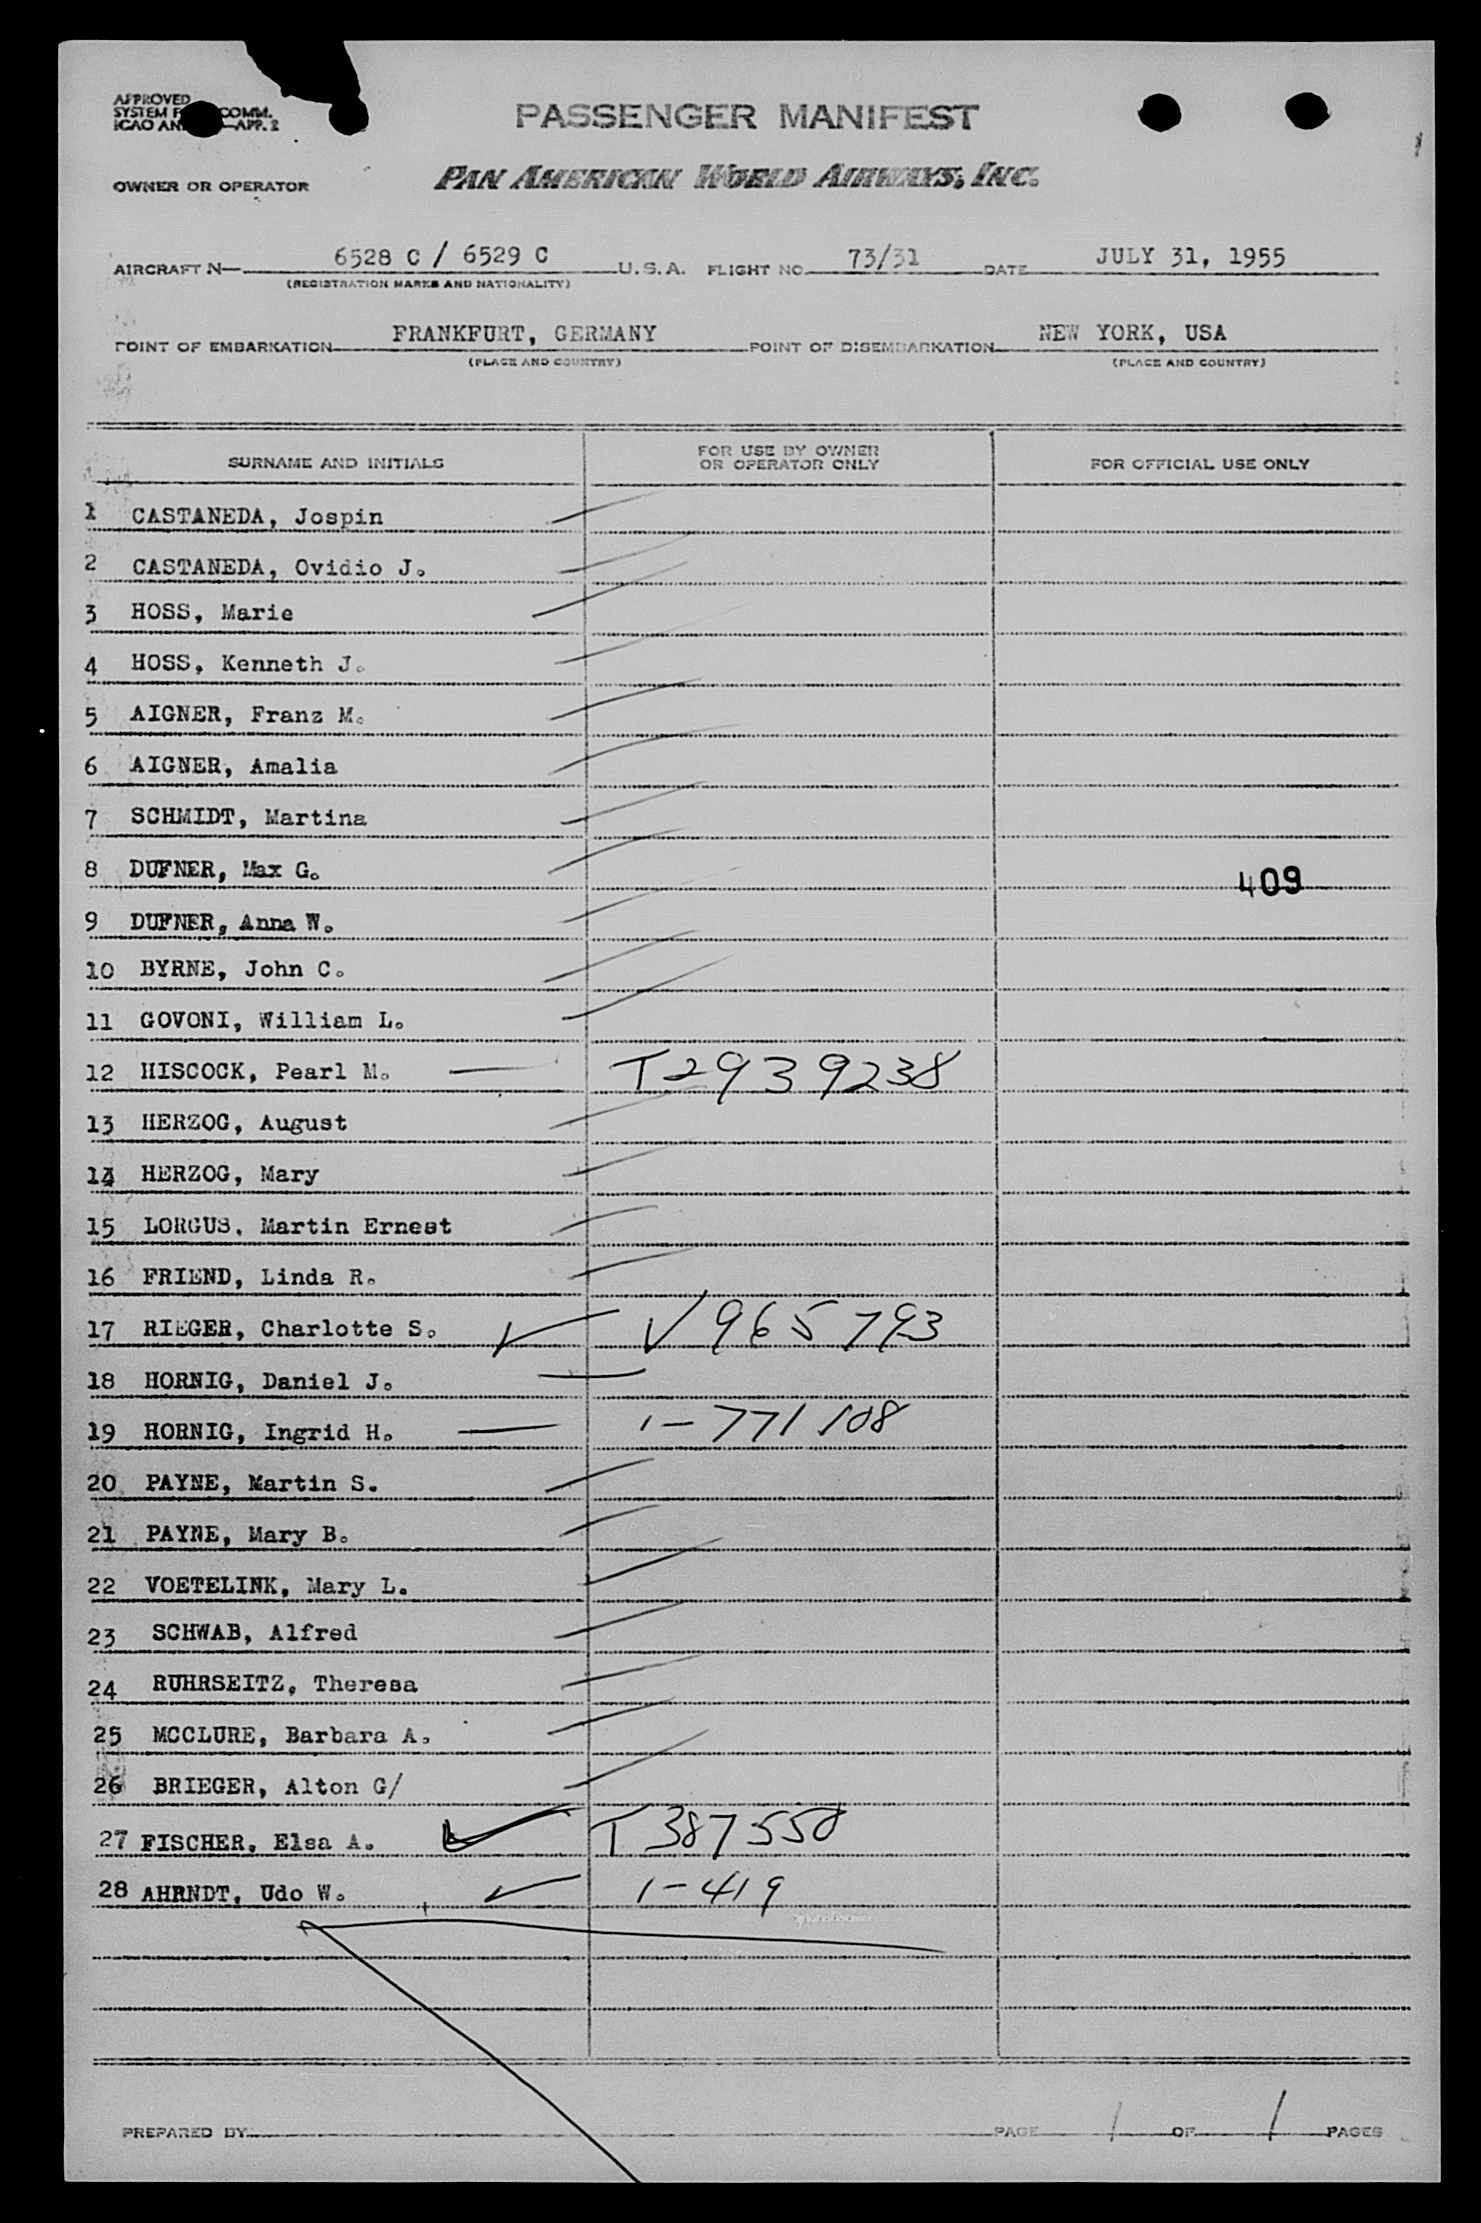 APPROVED
SYSTEM COMM.
ICAO —APP. 2
PASSENGER MANIFEST
OWNER OR OPERATOR
PAN AMERICAN WORLD AIRWAYS, INC.
AIRCRAFT N— 6528 C / 6529 C U.S.A. FLIGHT NO. 73/31 DATE JULY 31, 1955
(REGISTRATION MARKS AND NATIONALITY)
POINT OF EMBARKATION FRANKFURT, GERMANY POINT OF DISEMBARKATION NEW YORK, USA
(PLACE AND COUNTRY) (PLACE AND COUNTRY)
SURNAME AND INITIALS FOR USE BY OWNER OR OPERATOR ONLY FOR OFFICIAL USE ONLY
1 CASTANEDA, Jospin
2 CASTANEDA, Ovidio J.
3 HOSS, Marie
4 HOSS, Kenneth J.
5 AIGNER, Franz M.
6 AIGNER, Amalia
7 SCHMIDT, Martina
8 DUFNER, Max G. 409
9 DUFNER, Anna W.
10 BYRNE, John C.
11 GOVONI, William L.
12 HISCOCK, Pearl M. — T2939238
13 HERZOG, August
14 HERZOG, Mary
15 LORGUS, Martin Ernest
16 FRIEND, Linda R.
17 RIEGER, Charlotte S. ✓ V965793
18 HORNIG, Daniel J.
19 HORNIG, Ingrid H. — 1-771108
20 PAYNE, Martin S.
21 PAYNE, Mary B.
22 VOETELINK, Mary L.
23 SCHWAB, Alfred
24 RUHRSEITZ, Theresa
25 MCCLURE, Barbara A.
26 BRIEGER, Alton G/
27 FISCHER, Elsa A. ✓ T387558
28 AHRNDT, Udo W. ✓ 1-419
PREPARED BY PAGE 1 OF 1 PAGES